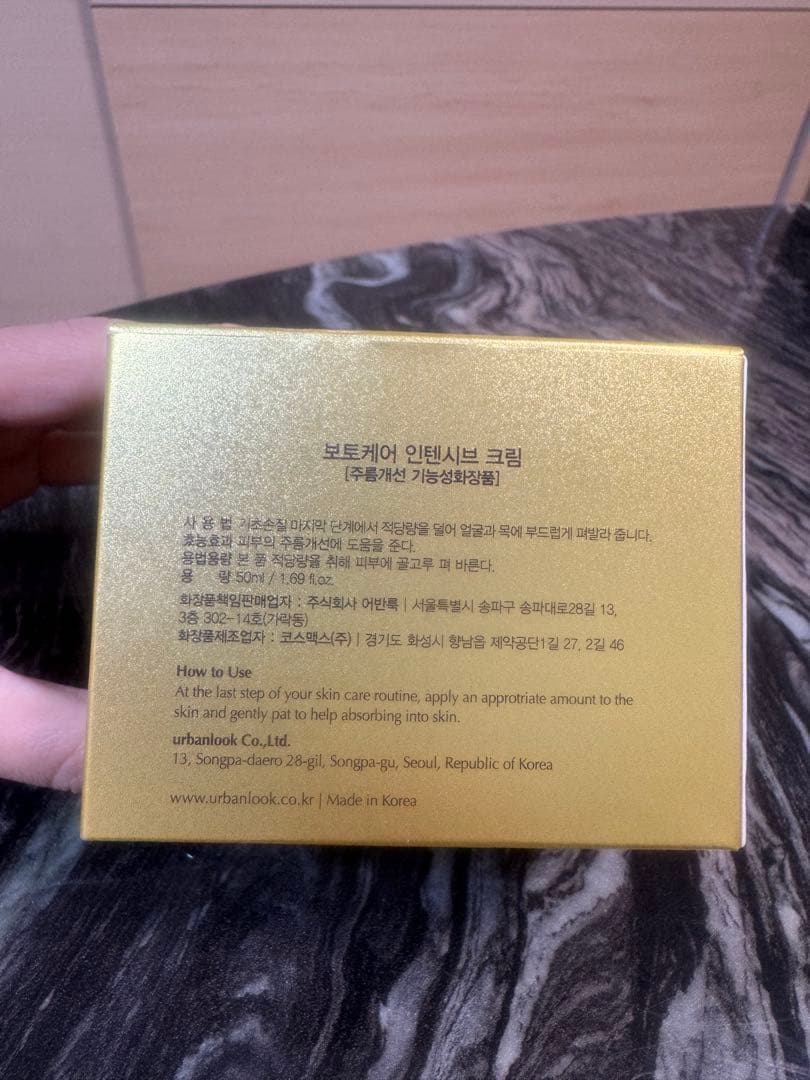 보토케어 인텐시브 크림
[주름개선 기능성화장품]
사 용 법 기초손질 마지막 단계에서 적당량을 덜어 얼굴과 목에 부드럽게 펴발라 줍니다.
효능효과 피부의 주름개선에 도움을 준다.
용법용량 본 품 적당량을 취해 피부에 골고루 펴 바른다.
용 량 50ml / 1.69 fl.oz.
화장품책임판매업자 : 주식회사 어반룩 | 서울특별시 송파구 송파대로28길 13,
3층 302-14호(가락동)
화장품제조업자 : 코스맥스(주) | 경기도 화성시 향남읍 제약공단1길 27, 2길 46
How to Use
At the last step of your skin care routine, apply an approtriate amount to the
skin and gently pat to help absorbing into skin.
urbanlook Co.,Ltd.
13, Songpa-daero 28-gil, Songpa-gu, Seoul, Republic of Korea
www.urbanlook.co.kr | Made in Korea